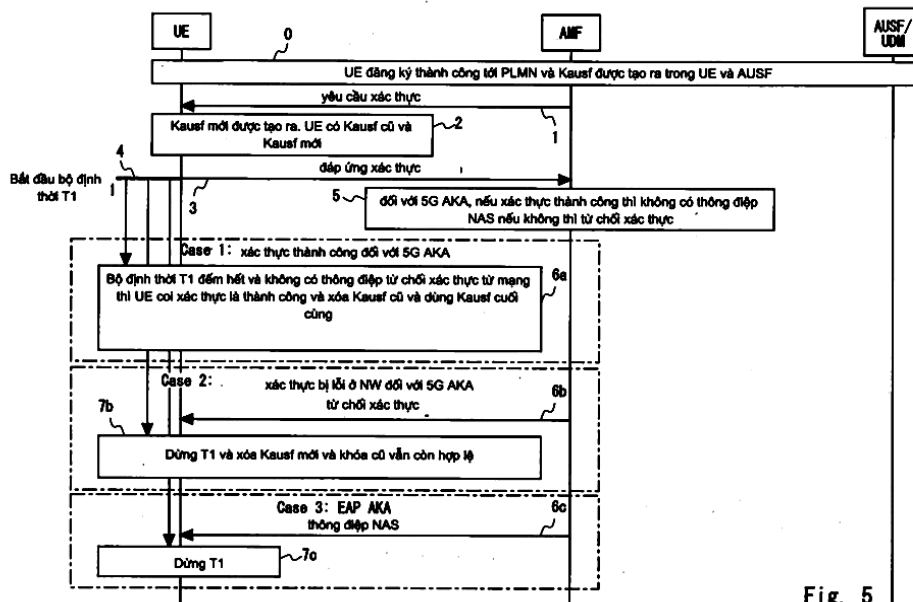 UE
AMF
AUSF/
UDM
0
UE đăng ký thành công tới PLMN và Kausf được tạo ra trong UE và AUSF
yêu cầu xác thực
1
Kausf mới được tạo ra. UE có Kausf cũ và
Kausf mới
2
4
đáp ứng xác thực
Bắt đầu bộ định
thời T1
3
5
đối với 5G AKA, nếu xác thực thành công thì không có thông điệp
NAS nếu không thì từ chối xác thực
Case 1: xác thực thành công đối với 5G AKA
6a
Bộ định thời T1 đếm hết và không có thông điệp từ chối xác thực từ mạng
thì UE coi xác thực là thành công và xóa Kausf cũ và dùng Kausf cuối
cùng
Case 2: xác thực bị lỗi ở NW đối với 5G AKA
6b
từ chối xác thực
7b
Dừng T1 và xóa Kausf mới và khóa cũ vẫn còn hợp lệ
Case 3: EAP AKA
6c
thông điệp NAS
Dừng T1
7c
Fig. 5